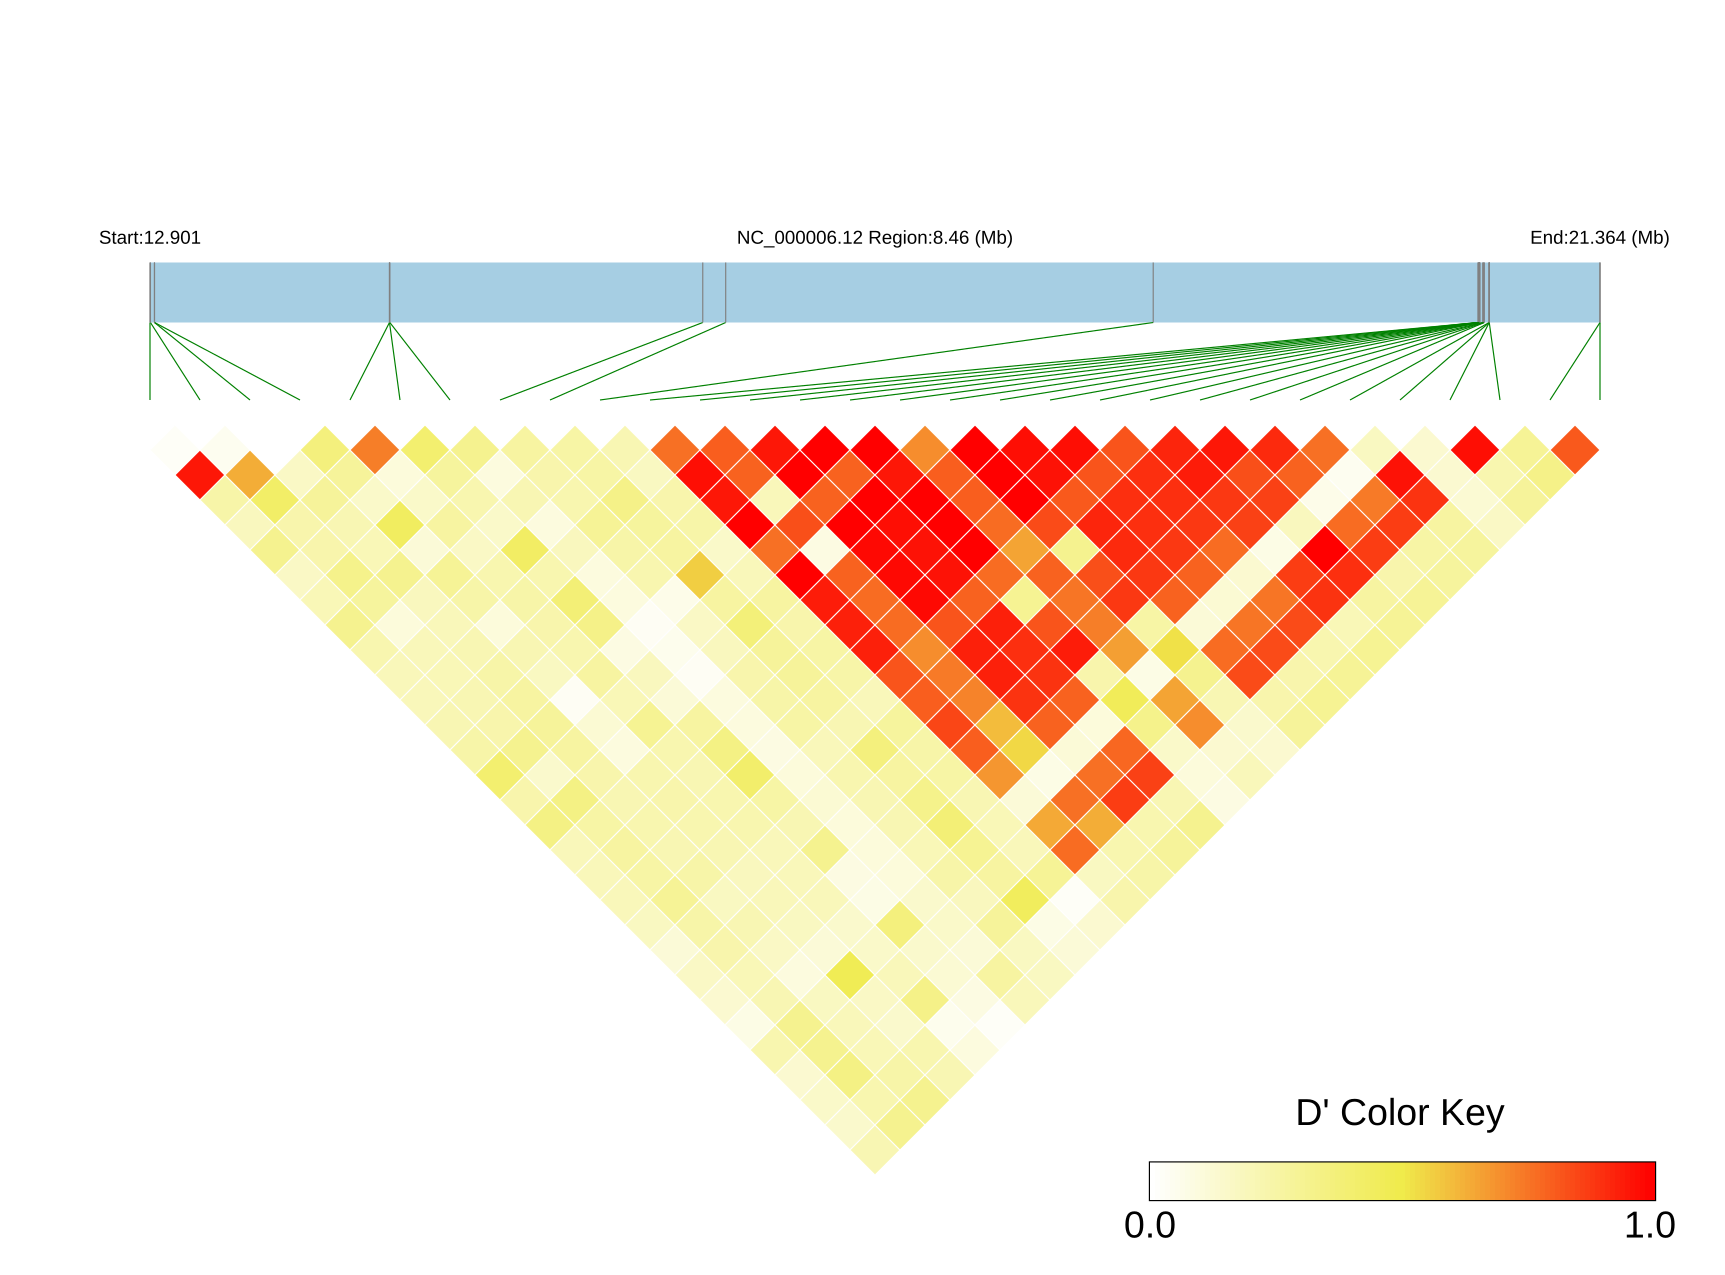 Start:12.901
NC_000006.12 Region:8.46 (Mb)
End:21.364 (Mb)
D' Color Key
0.0
1.0